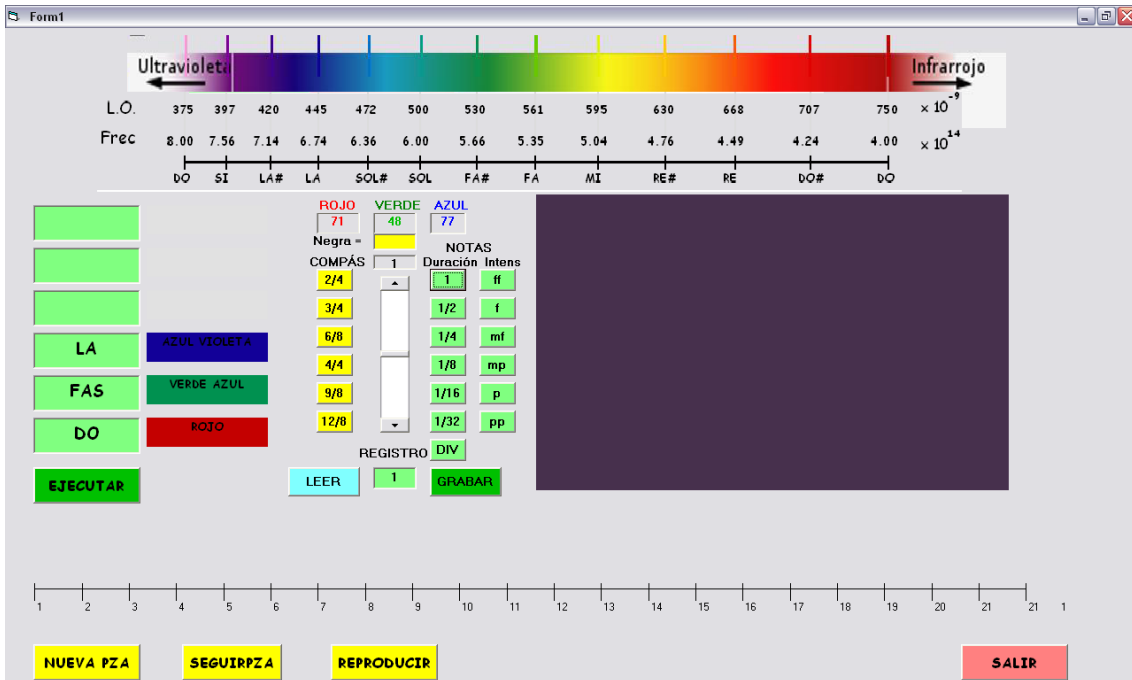 Form1
Ultravioleta Infrarrojo
L.O. 375 397 420 445 472 500 530 561 595 630 668 707 750 x 10-9
Frec 8.00 7.56 7.14 6.74 6.36 6.00 5.66 5.35 5.04 4.76 4.49 4.24 4.00 x 10 14
DO SI LA# LA SOL# SOL FA# FA MI RE# RE DO# DO
ROJO VERDE AZUL
71 48 77
Negra =
NOTAS
COMPÁS 1 Duración Intens
2/4 1 ff
3/4 1/2 f
6/8 1/4 mf
4/4 1/8 mp
9/8 1/16 p
12/8 1/32 pp
LA AZUL VIOLETA
FAS VERDE AZUL
DO ROJO
REGISTRO DIV
EJECUTAR LEER 1 GRABAR
1 2 3 4 5 6 7 8 9 10 11 12 13 14 15 16 17 18 19 20 21 21 1
NUEVA PZA SEGUIRPZA REPRODUCIR SALIR